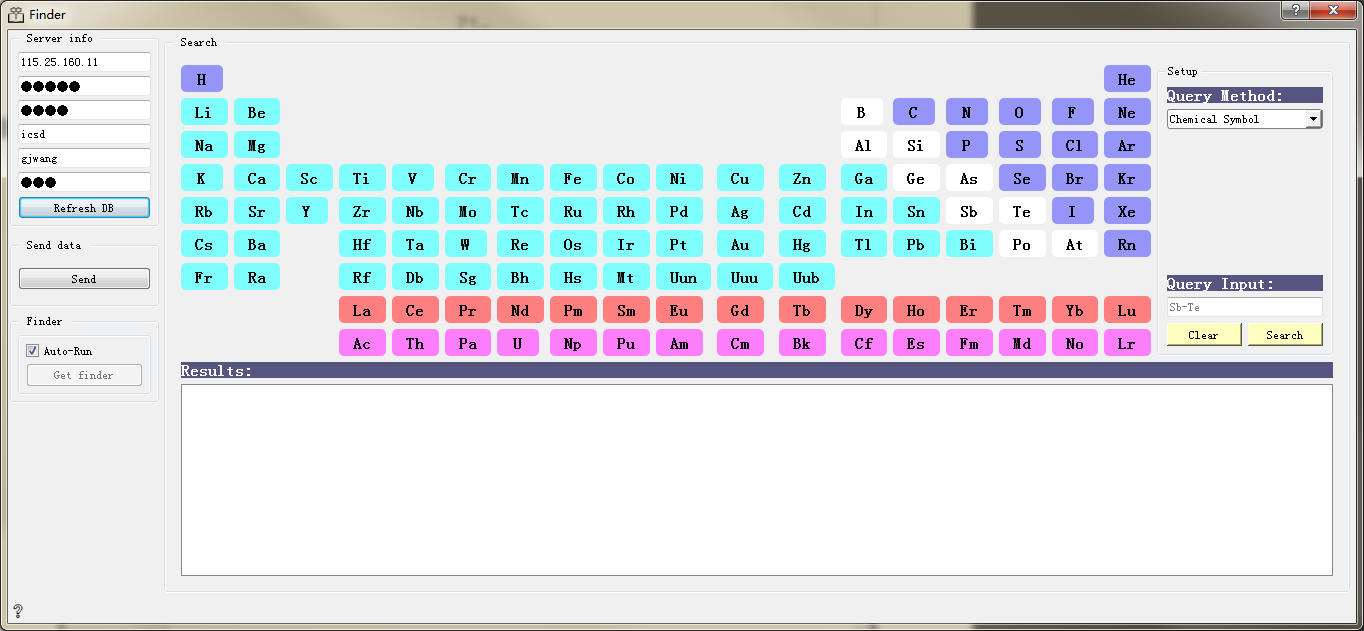 Finder
Server info
115.25.160.11
●●●●●
●●●●
icsd
gjwang
●●●
Refresh DB
Send data
Send
Finder
Auto-Run
Get finder
?
Search
H He
Li Be B C N O F Ne
Na Mg Al Si P S Cl Ar
K Ca Sc Ti V Cr Mn Fe Co Ni Cu Zn Ga Ge As Se Br Kr
Rb Sr Y Zr Nb Mo Tc Ru Rh Pd Ag Cd In Sn Sb Te I Xe
Cs Ba Hf Ta W Re Os Ir Pt Au Hg Tl Pb Bi Po At Rn
Fr Ra Rf Db Sg Bh Hs Mt Uun Uuu Uub
La Ce Pr Nd Pm Sm Eu Gd Tb Dy Ho Er Tm Yb Lu
Ac Th Pa U Np Pu Am Cm Bk Cf Es Fm Md No Lr
Setup
Query Method:
Chemical Symbol
Query Input:
Sb-Te
Clear Search
Results: